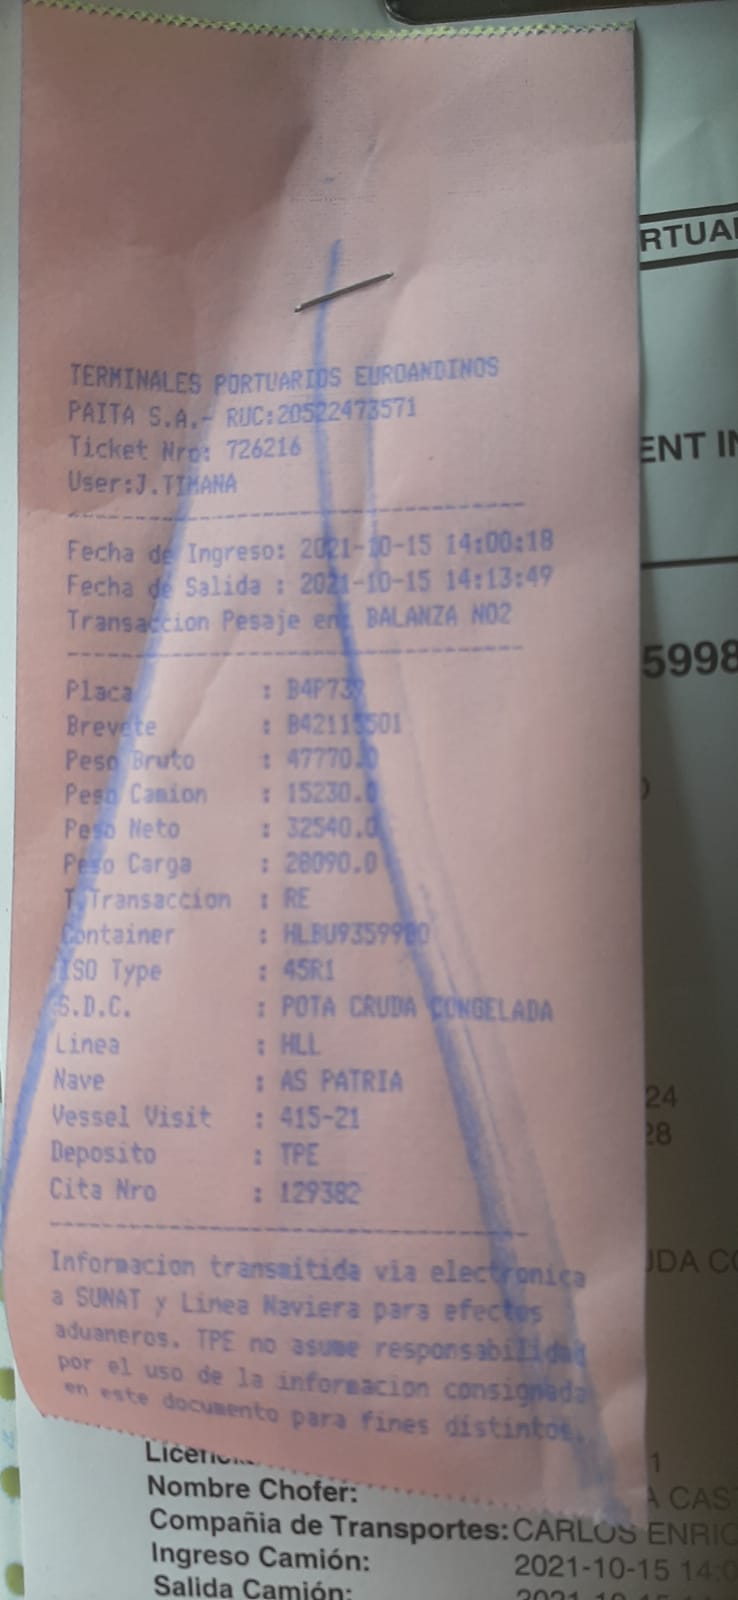 TERMINALES PORTUARIOS EUROANDINOS
PAITA S.A.- RUC:20522473571
Ticket Nro: 726216
User:J.TIMANA
Fecha de Ingreso: 2021-10-15 14:00:18
Fecha de Salida : 2021-10-15 14:13:49
Transaccion Pesaje en: BALANZA NO2
Placa : B4P739
Brevete : B42115501
Peso Bruto : 47770.0
Peso Camion : 15230.0
Peso Neto : 32540.0
Peso Carga : 28090.0
T.Transaccion : RE
Container : HLBU9359980
ISO Type : 45R1
S.D.C. : POTA CRUDA CONGELADA
Linea : HLL
Nave : AS PATRIA
Vessel Visit : 415-21
Deposito : TPE
Cita Nro : 129382
Informacion transmitida via electronica
a SUNAT y Linea Naviera para efectos
aduaneros. TPE no asume responsabilidad
por el uso de la informacion consignada
en este documento para fines distintos.
RTUA
ENT IN
5998
24
28
UDA CO
1
Nombre Chofer: A CAS
Compañia de Transportes: CARLOS ENRIQ
Ingreso Camión: 2021-10-15 14:0
Salida Camión: